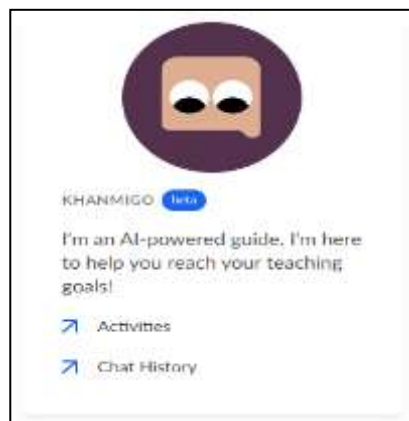 KHANMIGO beta
I'm an AI-powered guide. I'm here
to help you reach your teaching
goals!
Activities
Chat History